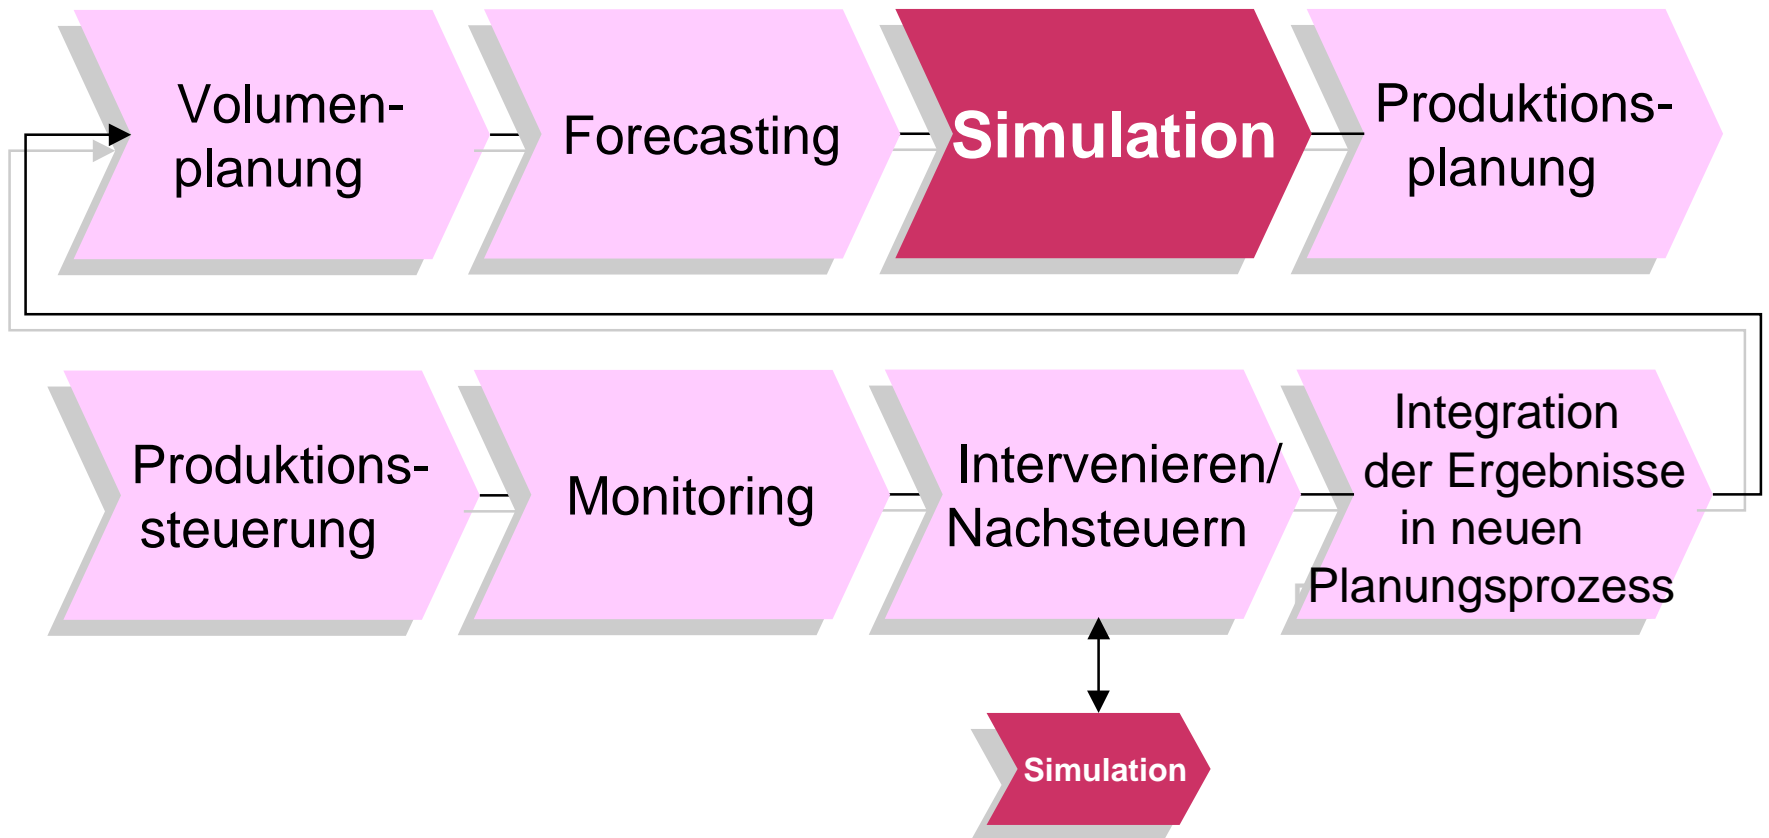 Volumen-
planung
Forecasting
Simulation
Produktions-
planung
Produktions-
steuerung
Monitoring
Intervenieren/
Nachsteuern
Integration
der Ergebnisse
in neuen
Planungsprozess
Simulation